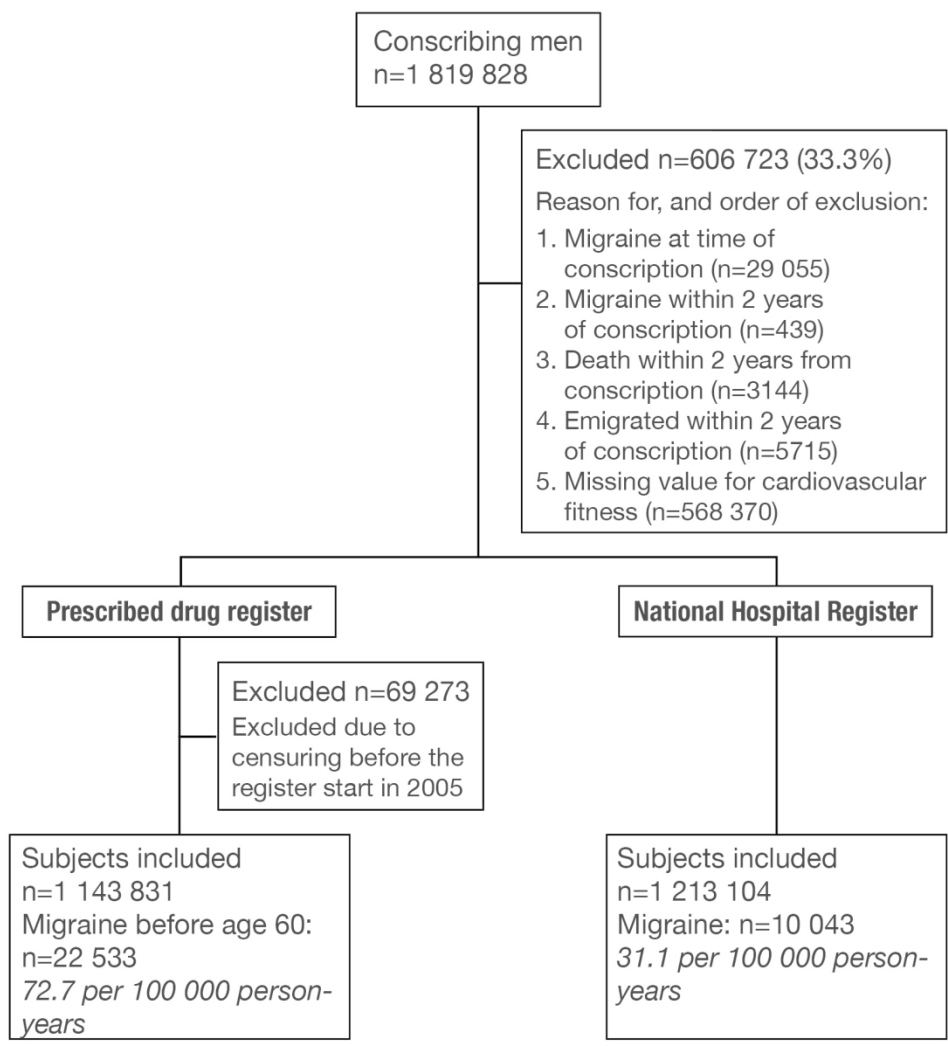 Conscribing men
n=1 819 828
Excluded n=606 723 (33.3%)
Reason for, and order of exclusion:
1. Migraine at time of
conscription (n=29 055)
2. Migraine within 2 years
of conscription (n=439)
3. Death within 2 years from
conscription (n=3144)
4. Emigrated within 2 years
of conscription (n=5715)
5. Missing value for cardiovascular
fitness (n=568 370)
Prescribed drug register
National Hospital Register
Excluded n=69 273
Excluded due to
censuring before the
register start in 2005
Subjects included
n=1 143 831
Migraine before age 60:
n=22 533
72.7 per 100 000 person-
years
Subjects included
n=1 213 104
Migraine: n=10 043
31.1 per 100 000 person-
years